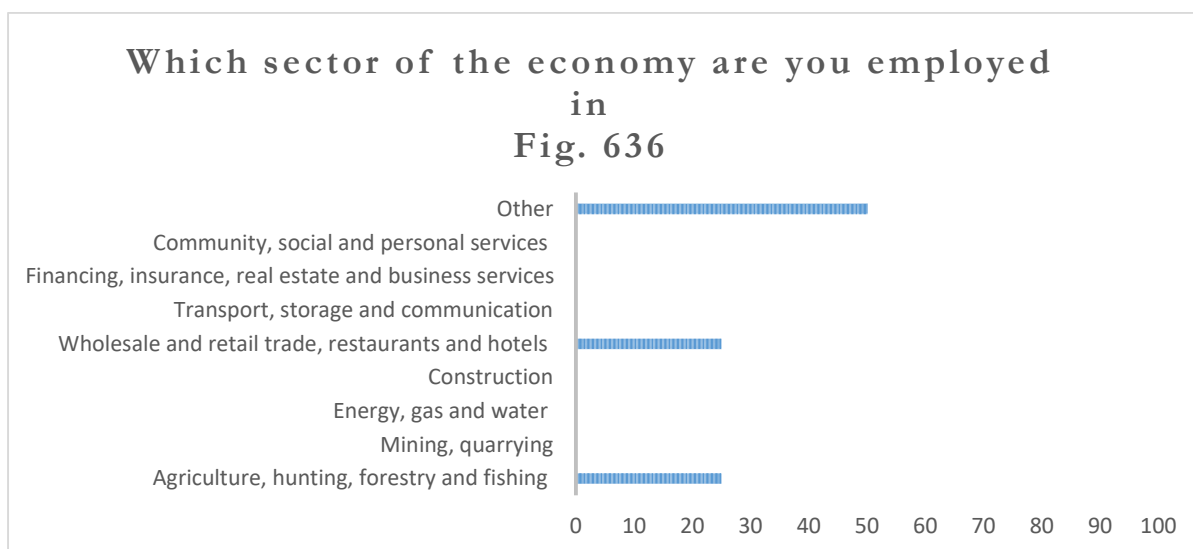 Which sector of the economy are you employed
in
Fig. 636
Other
Community, social and personal services
Financing, insurance, real estate and business services
Transport, storage and communication
Wholesale and retail trade, restaurants and hotels
Construction
Energy, gas and water
Mining, quarrying
Agriculture, hunting, forestry and fishing
0 10 20 30 40 50 60 70 80 90 100